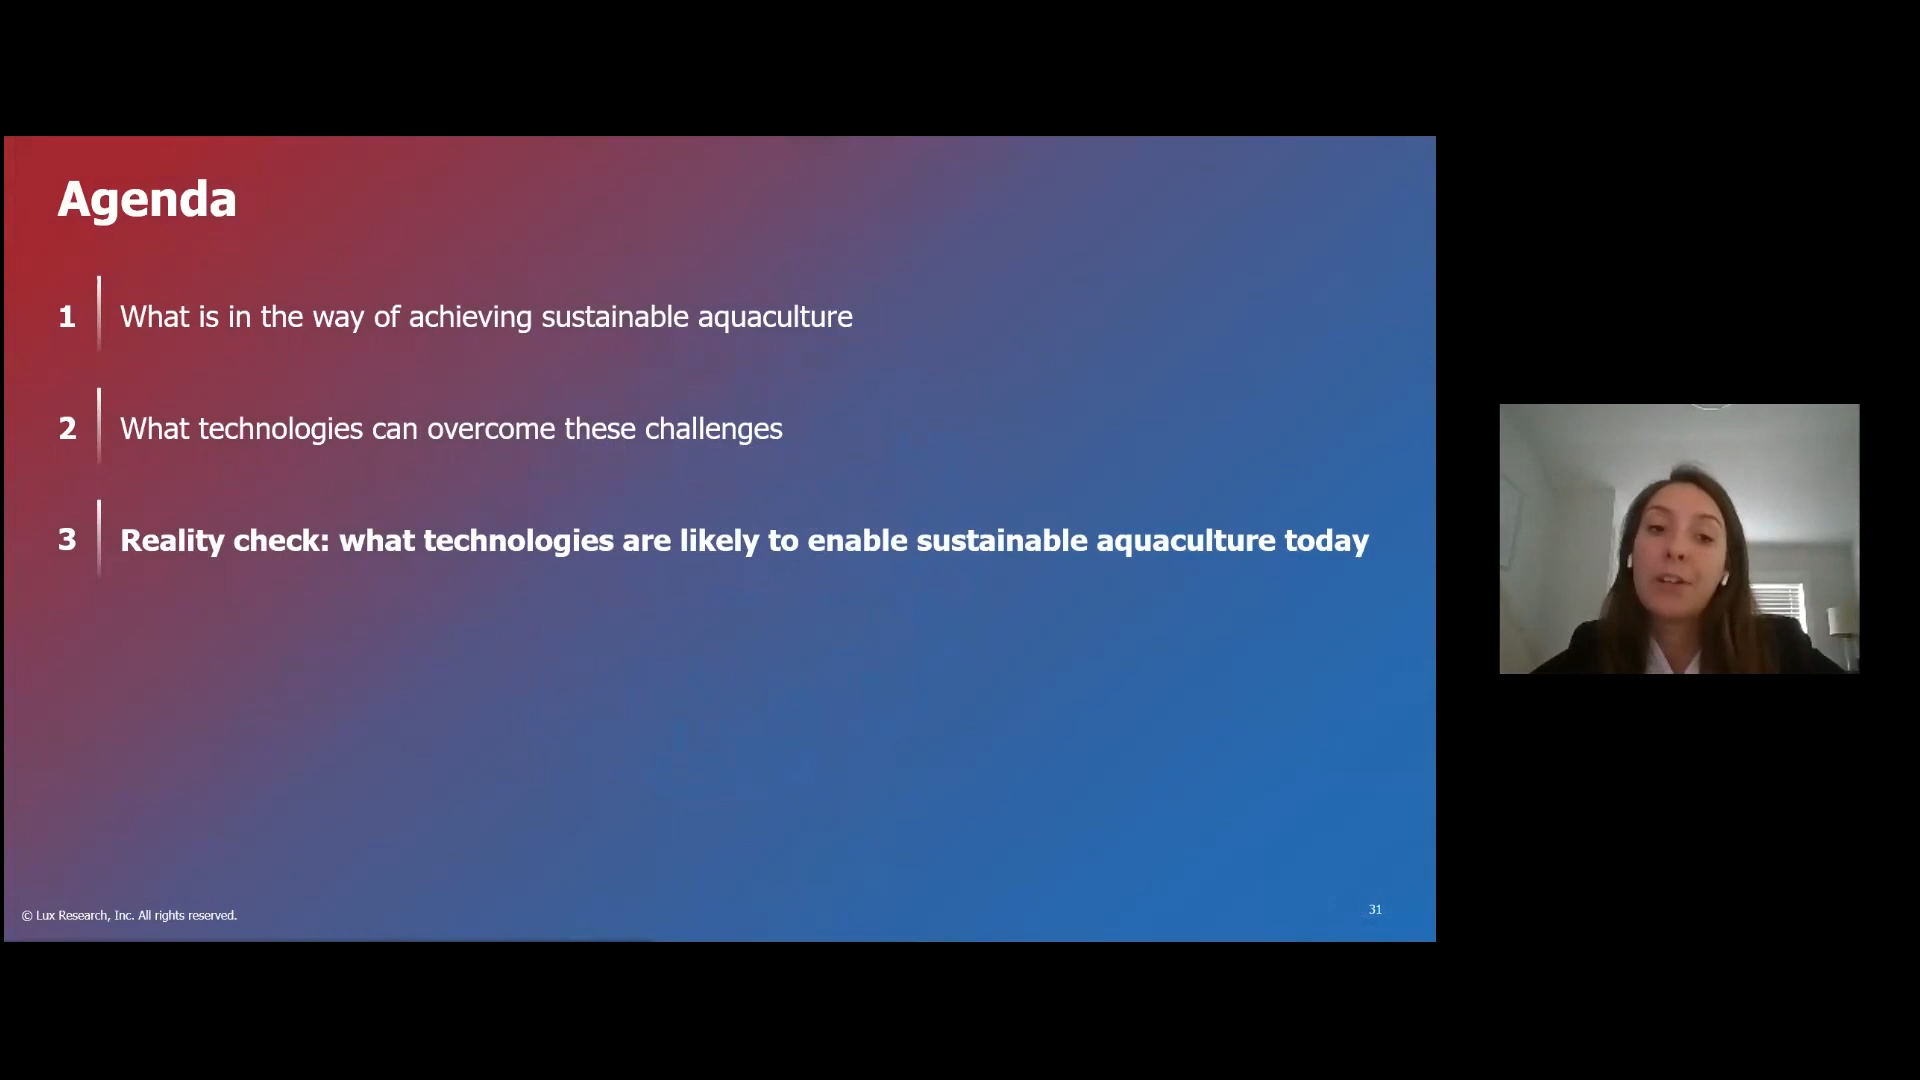 Agenda
1 What is in the way of achieving sustainable aquaculture
2 What technologies can overcome these challenges
3 Reality check: what technologies are likely to enable sustainable aquaculture today
© Lux Research, Inc. All rights reserved.
31